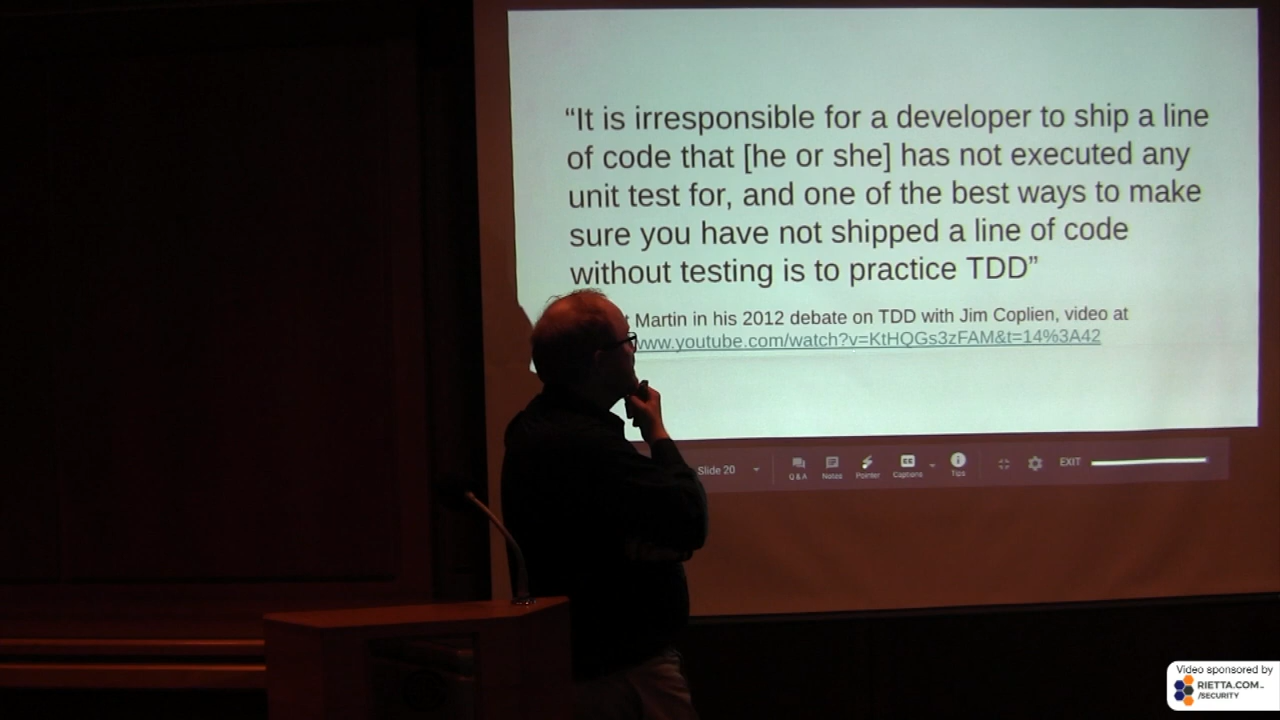 “It is irresponsible for a developer to ship a line
of code that [he or she] has not executed any
unit test for, and one of the best ways to make
sure you have not shipped a line of code
without testing is to practice TDD”
Martin in his 2012 debate on TDD with Jim Coplien, video at
www.youtube.com/watch?v=KtHQGs3zFAM&t=14%3A42
Slide 20
Q&A
Notes
Pointer
CC
Captions
Tips
EXIT
Video sponsored by
RIETTA.COM
/SECURITY